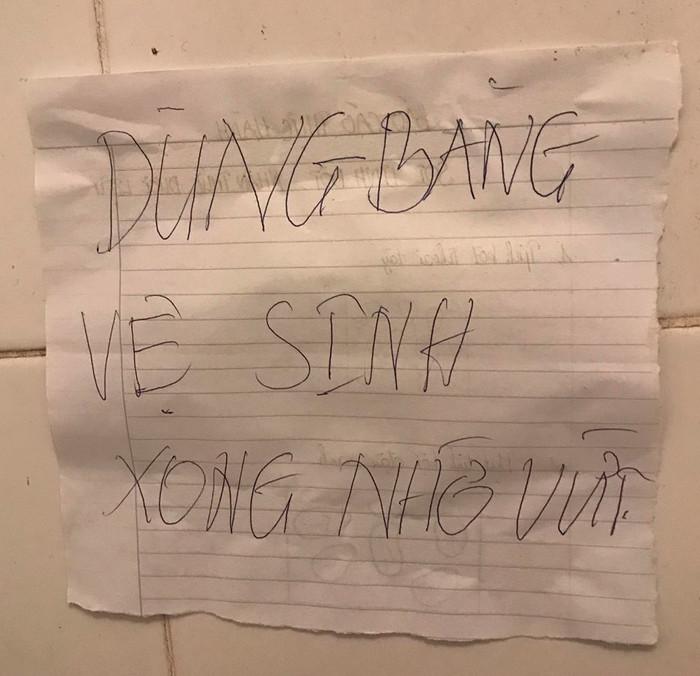 DÙNG BĂNG
VỆ SINH
XONG NHỚ VỨT.